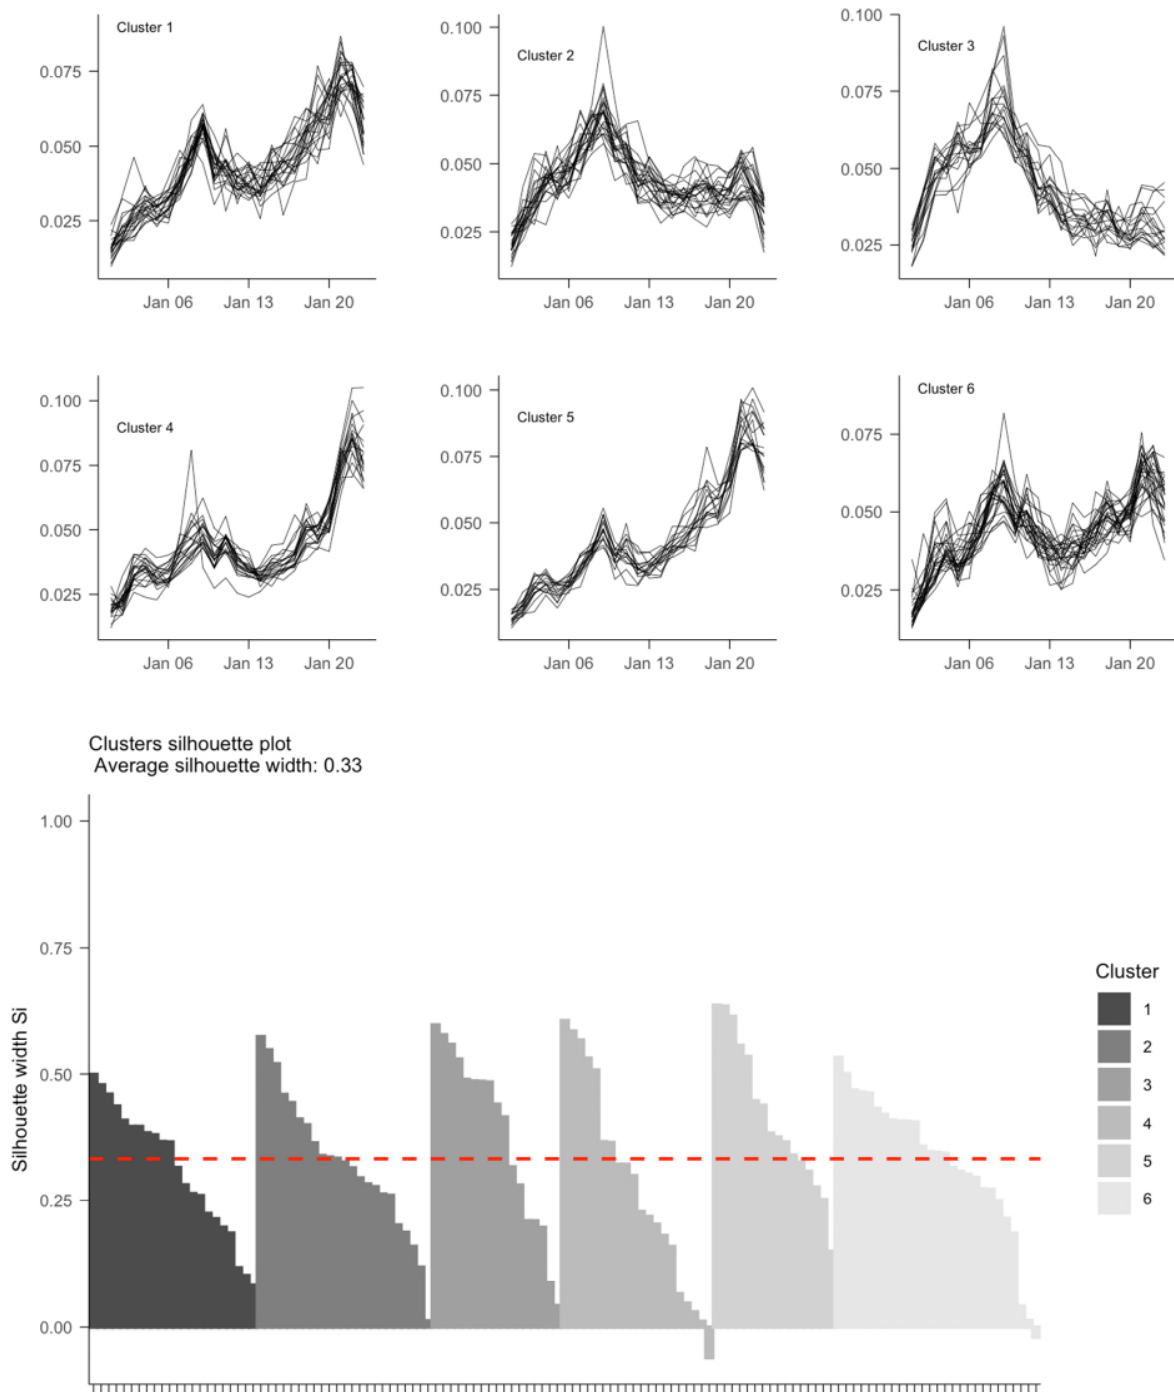 Cluster 1
0.075
0.050
0.025
Jan 06 Jan 13 Jan 20
Cluster 2
0.100
0.075
0.050
0.025
Jan 06 Jan 13 Jan 20
Cluster 3
0.100
0.075
0.050
0.025
Jan 06 Jan 13 Jan 20
Cluster 4
0.100
0.075
0.050
0.025
Jan 06 Jan 13 Jan 20
Cluster 5
0.100
0.075
0.050
0.025
Jan 06 Jan 13 Jan 20
Cluster 6
0.075
0.050
0.025
Jan 06 Jan 13 Jan 20
Clusters silhouette plot
Average silhouette width: 0.33
Silhouette width Si
1.00
0.75
0.50
0.25
0.00
Cluster
1
2
3
4
5
6